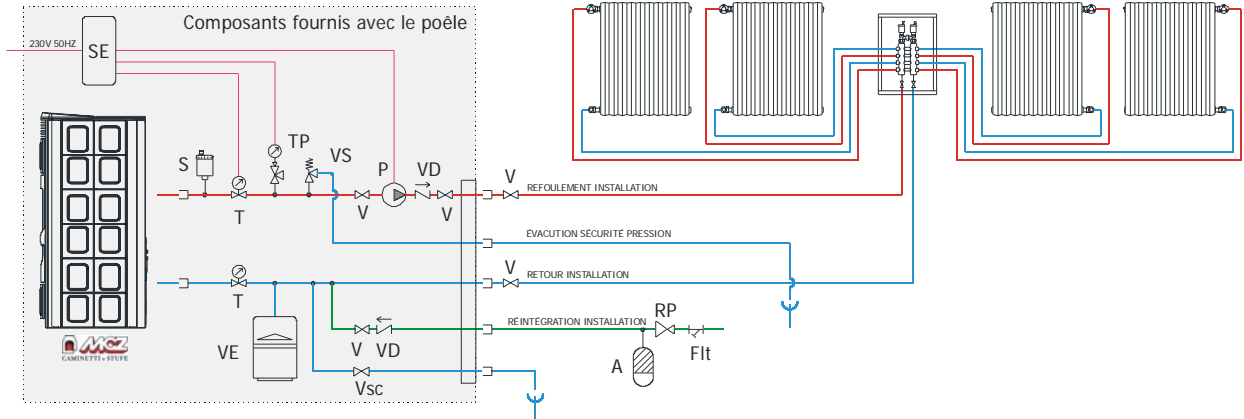 Composants fournis avec le poêle
230V 50HZ
SE
TP
VS
S
P
VD
V
T
V
V
REFOULEMENT INSTALLATION
ÉVACUTION SÉCURITÉ PRESSION
V
RETOUR INSTALLATION
T
RÉINTÉGRATION INSTALLATION
RP
VE
V
VD
A
Flt
Vsc
MCZ
CAMINETTI e STUFE